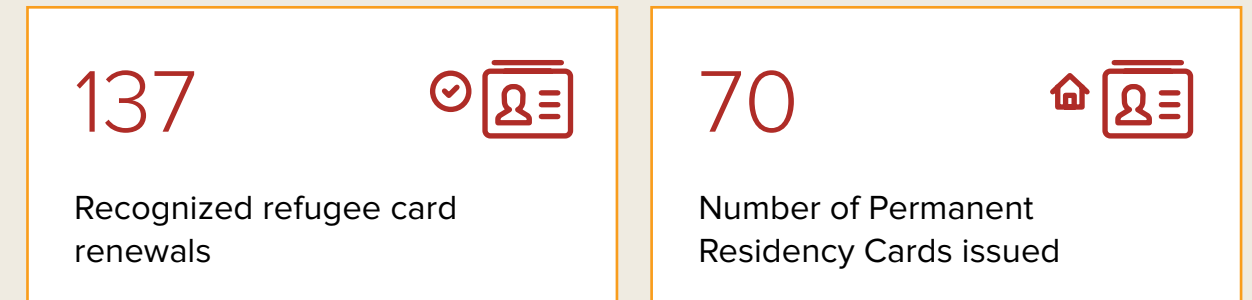 137
Recognized refugee card
renewals
70
Number of Permanent
Residency Cards issued